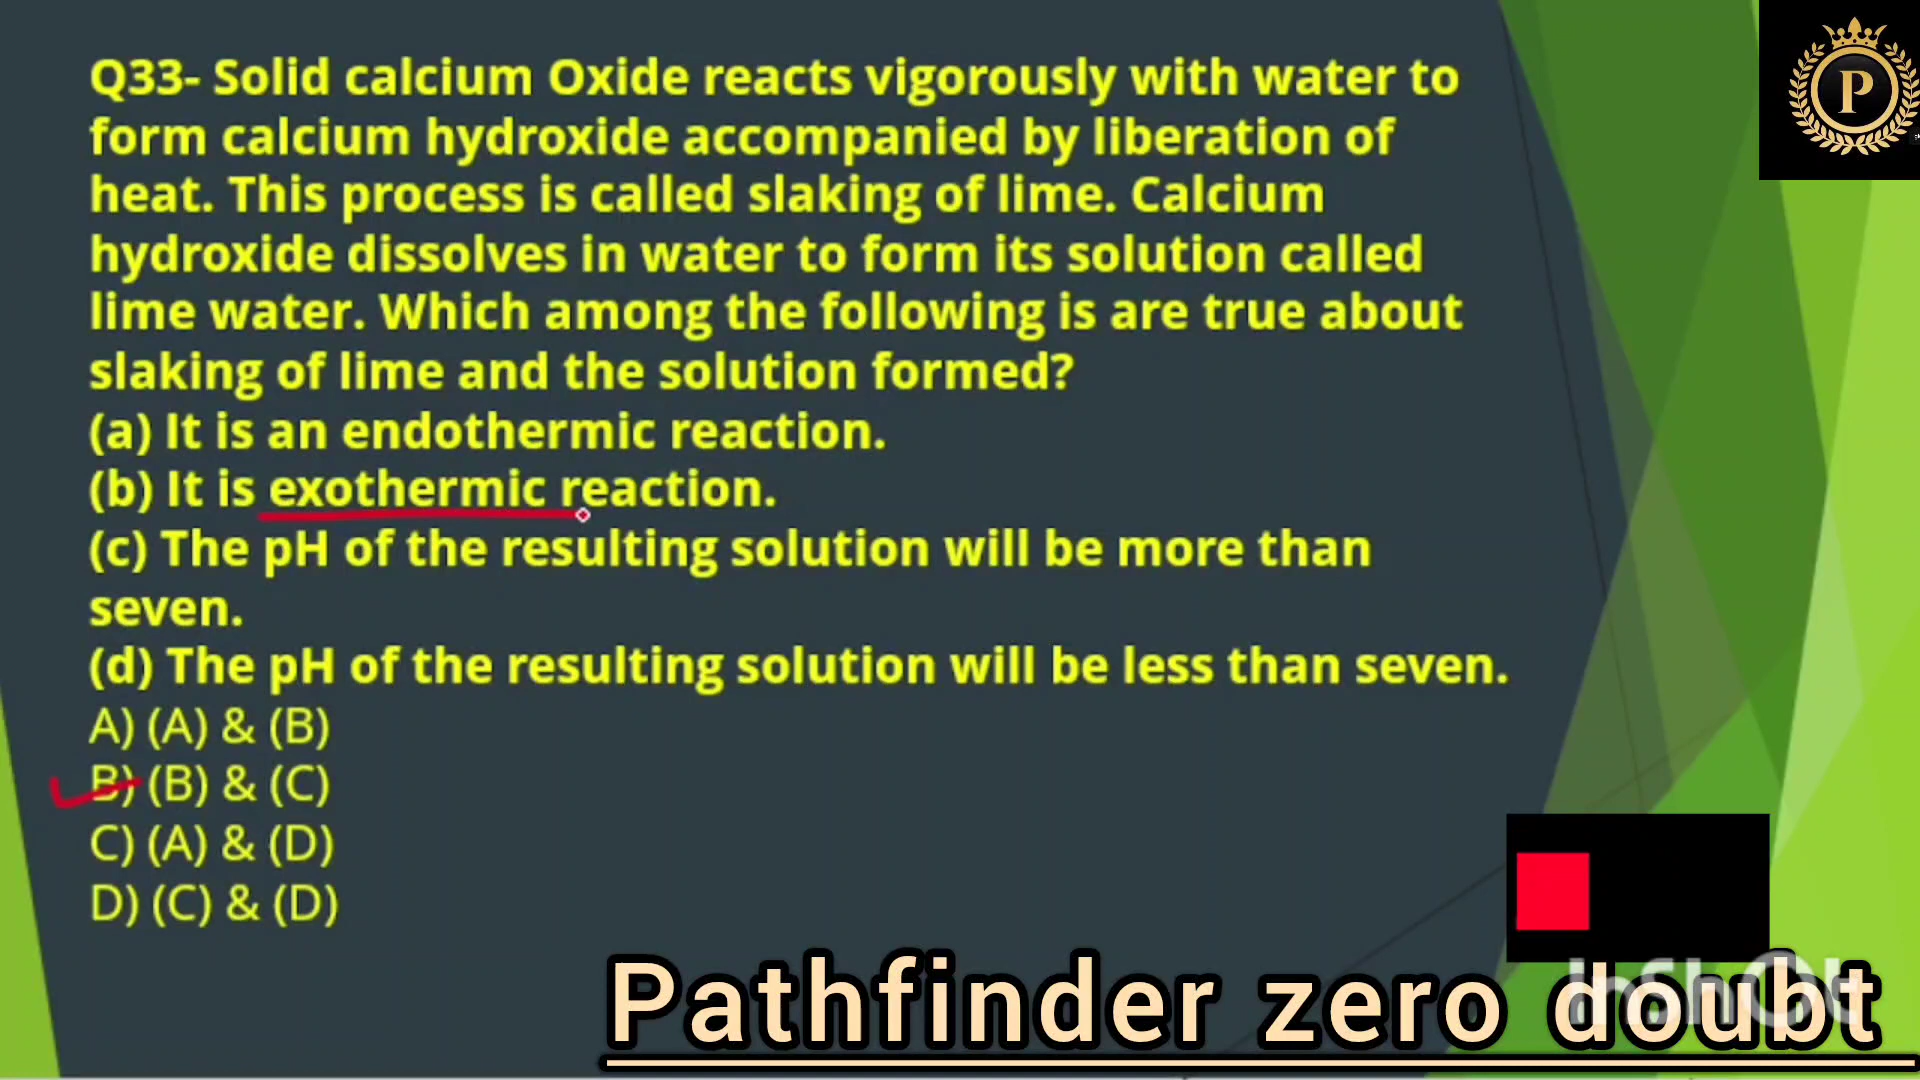 Q33- Solid calcium Oxide reacts vigorously with water to
form calcium hydroxide accompanied by liberation of
heat. This process is called slaking of lime. Calcium
hydroxide dissolves in water to form its solution called
lime water. Which among the following is are true about
slaking of lime and the solution formed?
(a) It is an endothermic reaction.
(b) It is exothermic reaction.
(c) The pH of the resulting solution will be more than
seven.
(d) The pH of the resulting solution will be less than seven.
A) (A) & (B)
B) (B) & (C)
C) (A) & (D)
D) (C) & (D)
P
InShOt
Pathfinder zero doubt